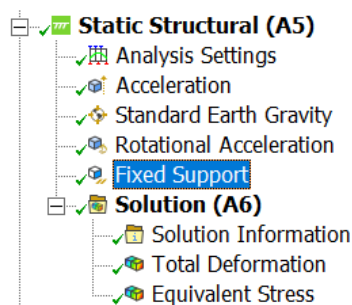 Static Structural (A5)
Analysis Settings
Acceleration
Standard Earth Gravity
Rotational Acceleration
Fixed Support
Solution (A6)
Solution Information
Total Deformation
Equivalent Stress